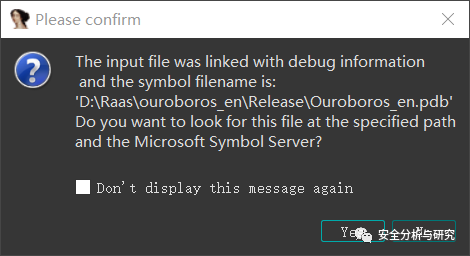 Please confirm
The input file was linked with debug information
and the symbol filename is:
'D:\Raas\ouroboros_en\Release\Ouroboros_en.pdb'
Do you want to look for this file at the specified path
and the Microsoft Symbol Server?
Don't display this message again
安全分析与研究